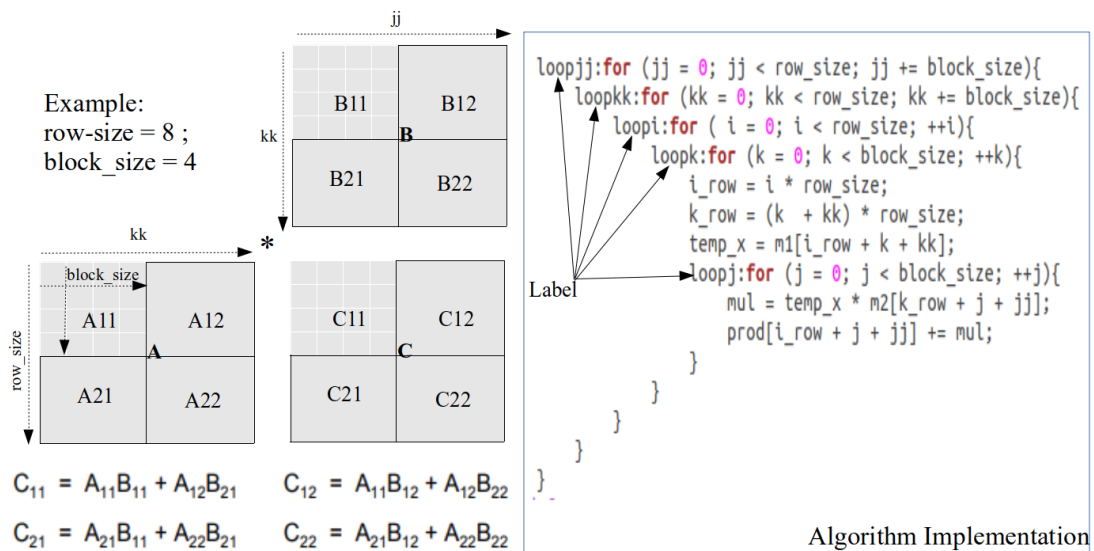 jj
Example:
row-size = 8 ;
block_size = 4
kk
B11
B12
B
B21
B22
kk
*
block_size
row_size
A11
A12
A
A21
A22
C11
C12
C
C21
C22
C₁₁ = A₁₁B₁₁ + A₁₂B₂₁
C₁₂ = A₁₁B₁₂ + A₁₂B₂₂
C₂₁ = A₂₁B₁₁ + A₂₂B₂₁
C₂₂ = A₂₁B₁₂ + A₂₂B₂₂
loopjj:for (jj = 0; jj < row_size; jj += block_size){
loopkk:for (kk = 0; kk < row_size; kk += block_size){
loopi:for ( i = 0; i < row_size; ++i){
loopk:for (k = 0; k < block_size; ++k){
i_row = i * row_size;
k_row = (k + kk) * row_size;
temp_x = m1[i_row + k + kk];
loopj:for (j = 0; j < block_size; ++j){
mul = temp_x * m2[k_row + j + jj];
prod[i_row + j + jj] += mul;
}
}
}
}
}
Label
Algorithm Implementation